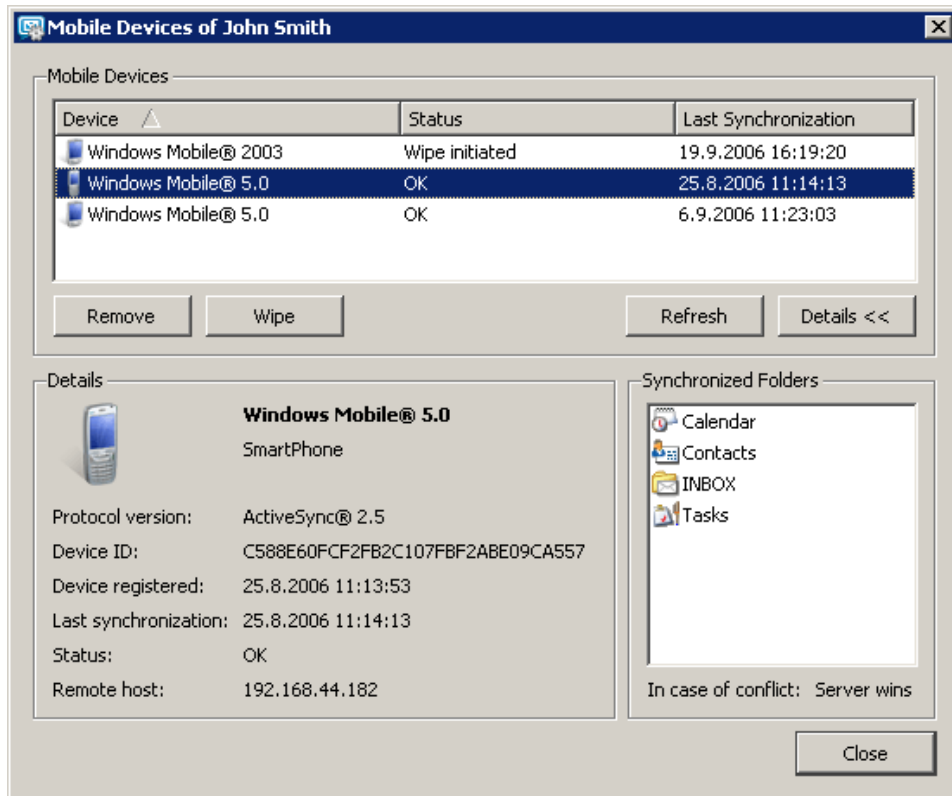 Mobile Devices of John Smith
Mobile Devices
Device Status Last Synchronization
Windows Mobile® 2003 Wipe initiated 19.9.2006 16:19:20
Windows Mobile® 5.0 OK 25.8.2006 11:14:13
Windows Mobile® 5.0 OK 6.9.2006 11:23:03
Remove Wipe Refresh Details <<
Details
Windows Mobile® 5.0
SmartPhone
Protocol version: ActiveSync® 2.5
Device ID: C588E60FCF2FB2C107FBF2ABE09CA557
Device registered: 25.8.2006 11:13:53
Last synchronization: 25.8.2006 11:14:13
Status: OK
Remote host: 192.168.44.182
Synchronized Folders
Calendar
Contacts
INBOX
Tasks
In case of conflict: Server wins
Close